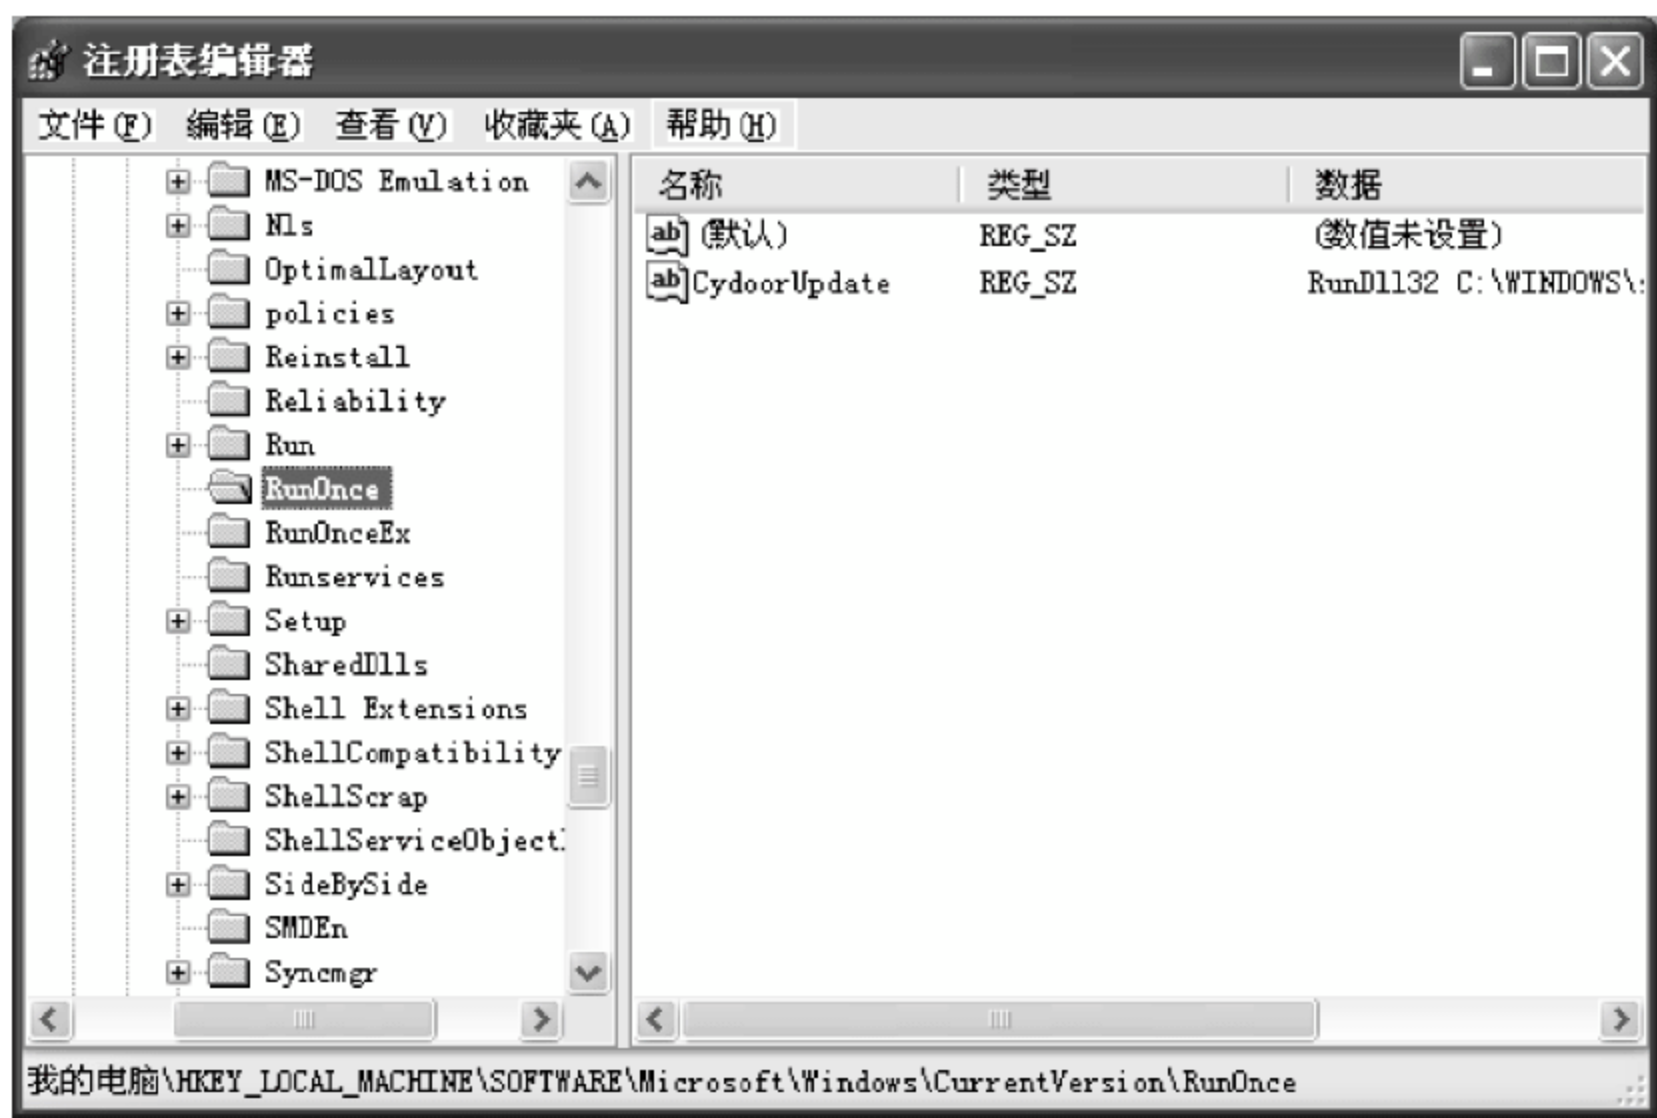 注册表编辑器
文件(F) 编辑(E) 查看(V) 收藏夹(A) 帮助(H)
MS-DOS Emulation
Nls
OptimalLayout
policies
Reinstall
Reliability
Run
RunOnce
RunOnceEx
Runservices
Setup
SharedDlls
Shell Extensions
ShellCompatibility
ShellScrap
ShellServiceObject
SideBySide
SMDEn
Syncmgr
名称 类型 数据
(默认) REG_SZ (数值未设置)
CydoorUpdate REG_SZ RunDll32 C:\WINDOWS\
我的电脑\HKEY_LOCAL_MACHINE\SOFTWARE\Microsoft\Windows\CurrentVersion\RunOnce